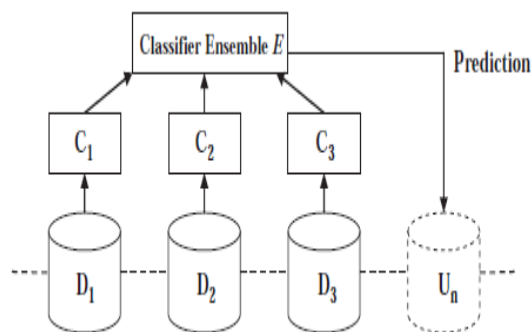 Classifier Ensemble E
Prediction
C1 C2 C3
D1 D2 D3 Un